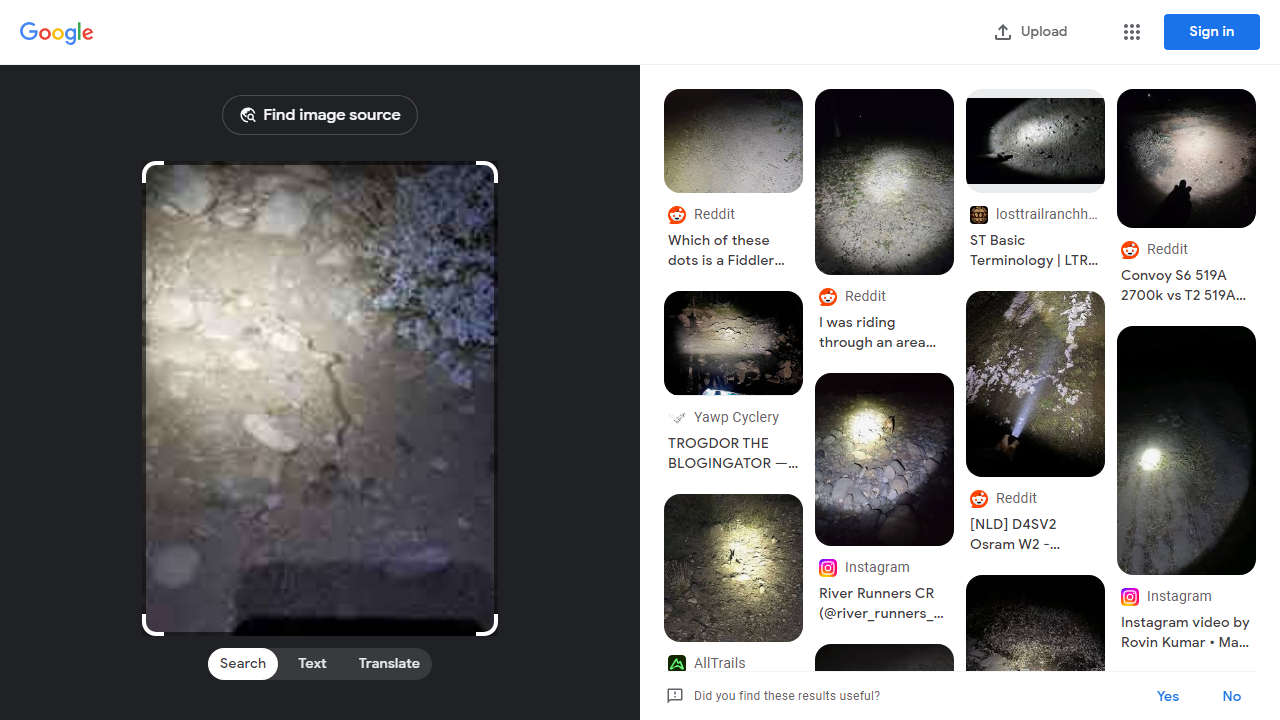 Google
Upload
Sign in
Find image source
Search
Text
Translate
Reddit
Which of these
dots is a Fiddler...
Yawp Cyclery
TROGDOR THE
BLOGINGATOR —...
AllTrails
Reddit
I was riding
through an area...
Instagram
River Runners CR
(@river_runners_...
losttrailranchh...
ST Basic
Terminology | LTR...
Reddit
[NLD] D4SV2
Osram W2 -...
Reddit
Convoy S6 519A
2700k vs T2 519A...
Instagram
Instagram video by
Rovin Kumar • Ma...
Did you find these results useful?
Yes
No